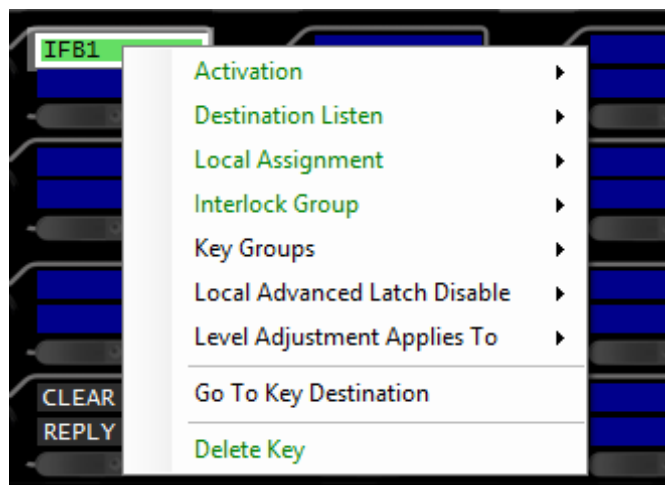 IFB1
Activation
Destination Listen
Local Assignment
Interlock Group
Key Groups
Local Advanced Latch Disable
Level Adjustment Applies To
Go To Key Destination
Delete Key
CLEAR
REPLY